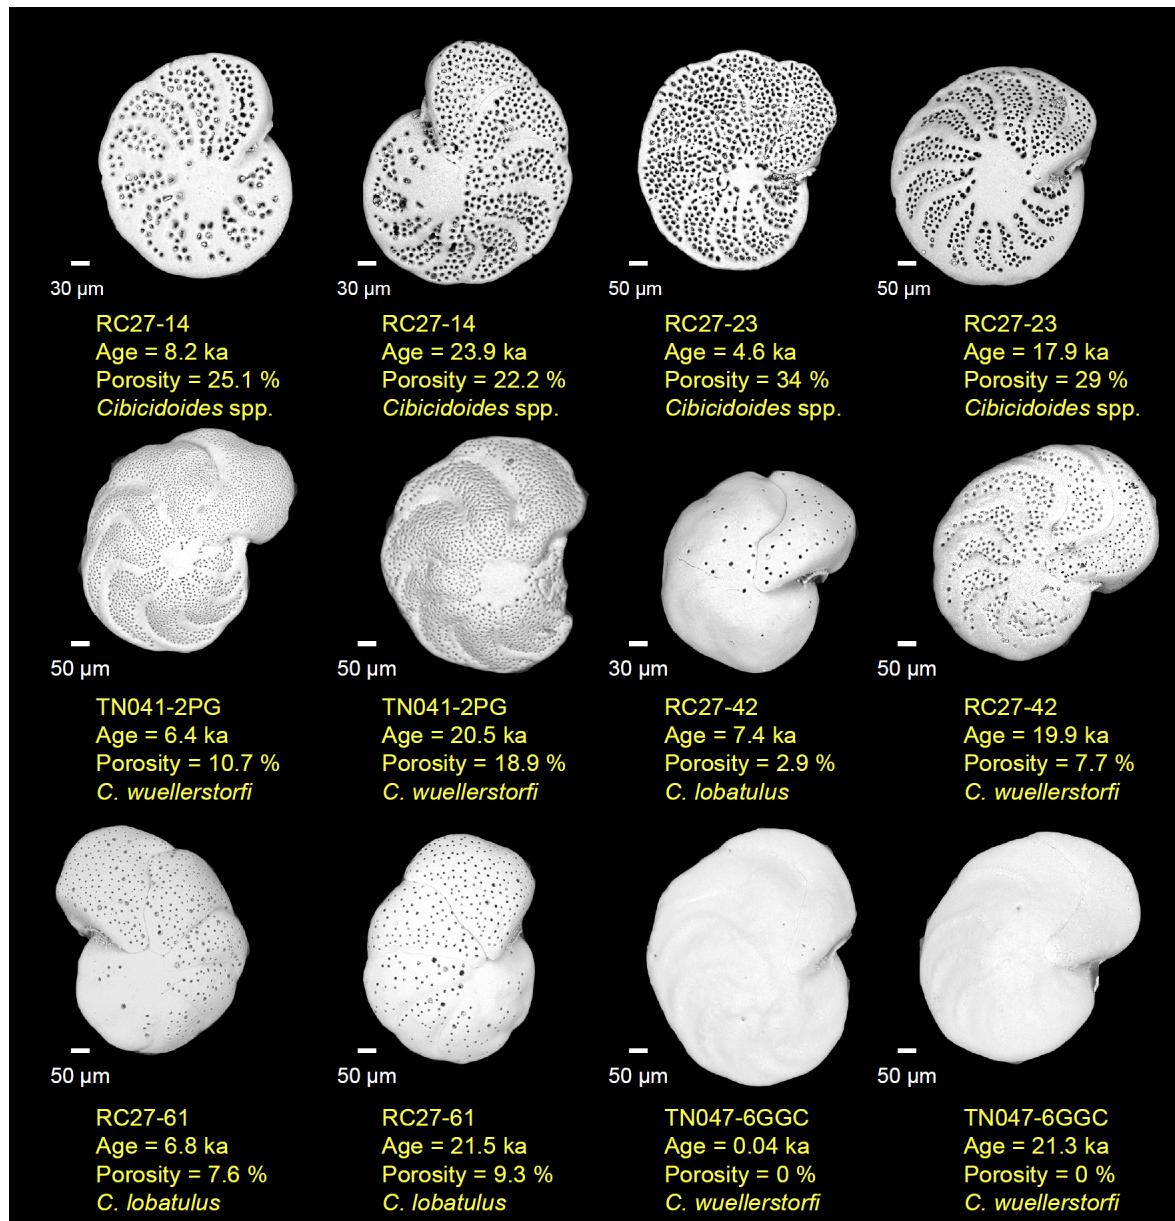 30 µm
30 µm
50 µm
50 µm
RC27-14
Age = 8.2 ka
Porosity = 25.1 %
Cibicidoides spp.
RC27-14
Age = 23.9 ka
Porosity = 22.2 %
Cibicidoides spp.
RC27-23
Age = 4.6 ka
Porosity = 34 %
Cibicidoides spp.
RC27-23
Age = 17.9 ka
Porosity = 29 %
Cibicidoides spp.
50 µm
50 µm
30 µm
50 µm
TN041-2PG
Age = 6.4 ka
Porosity = 10.7 %
C. wuellerstorfi
TN041-2PG
Age = 20.5 ka
Porosity = 18.9 %
C. wuellerstorfi
RC27-42
Age = 7.4 ka
Porosity = 2.9 %
C. lobatulus
RC27-42
Age = 19.9 ka
Porosity = 7.7 %
C. wuellerstorfi
50 µm
50 µm
50 µm
50 µm
RC27-61
Age = 6.8 ka
Porosity = 7.6 %
C. lobatulus
RC27-61
Age = 21.5 ka
Porosity = 9.3 %
C. lobatulus
TN047-6GGC
Age = 0.04 ka
Porosity = 0 %
C. wuellerstorfi
TN047-6GGC
Age = 21.3 ka
Porosity = 0 %
C. wuellerstorfi